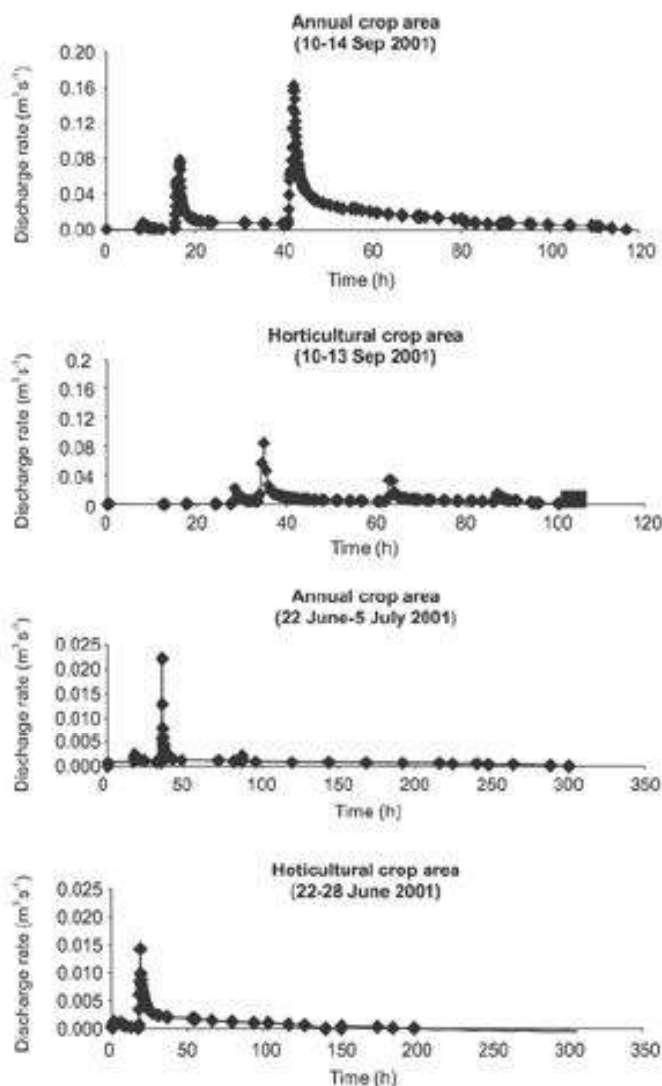 Annual crop area
(10-14 Sep 2001)
0.20
0.16
0.12
0.08
0.04
0.00
Discharge rate (m³ s⁻¹)
0 20 40 60 80 100 120
Time (h)
Horticultural crop area
(10-13 Sep 2001)
0.2
0.16
0.12
0.08
0.04
0
Discharge rate (m³ s⁻¹)
0 20 40 60 80 100 120
Time (h)
Annual crop area
(22 June-5 July 2001)
0.025
0.020
0.015
0.010
0.005
0.000
Discharge rate (m³ s⁻¹)
0 50 100 150 200 250 300 350
Time (h)
Hoticultural crop area
(22-28 June 2001)
0.025
0.020
0.015
0.010
0.005
0.000
Discharge rate (m³ s⁻¹)
0 50 100 150 200 250 300 350
Time (h)